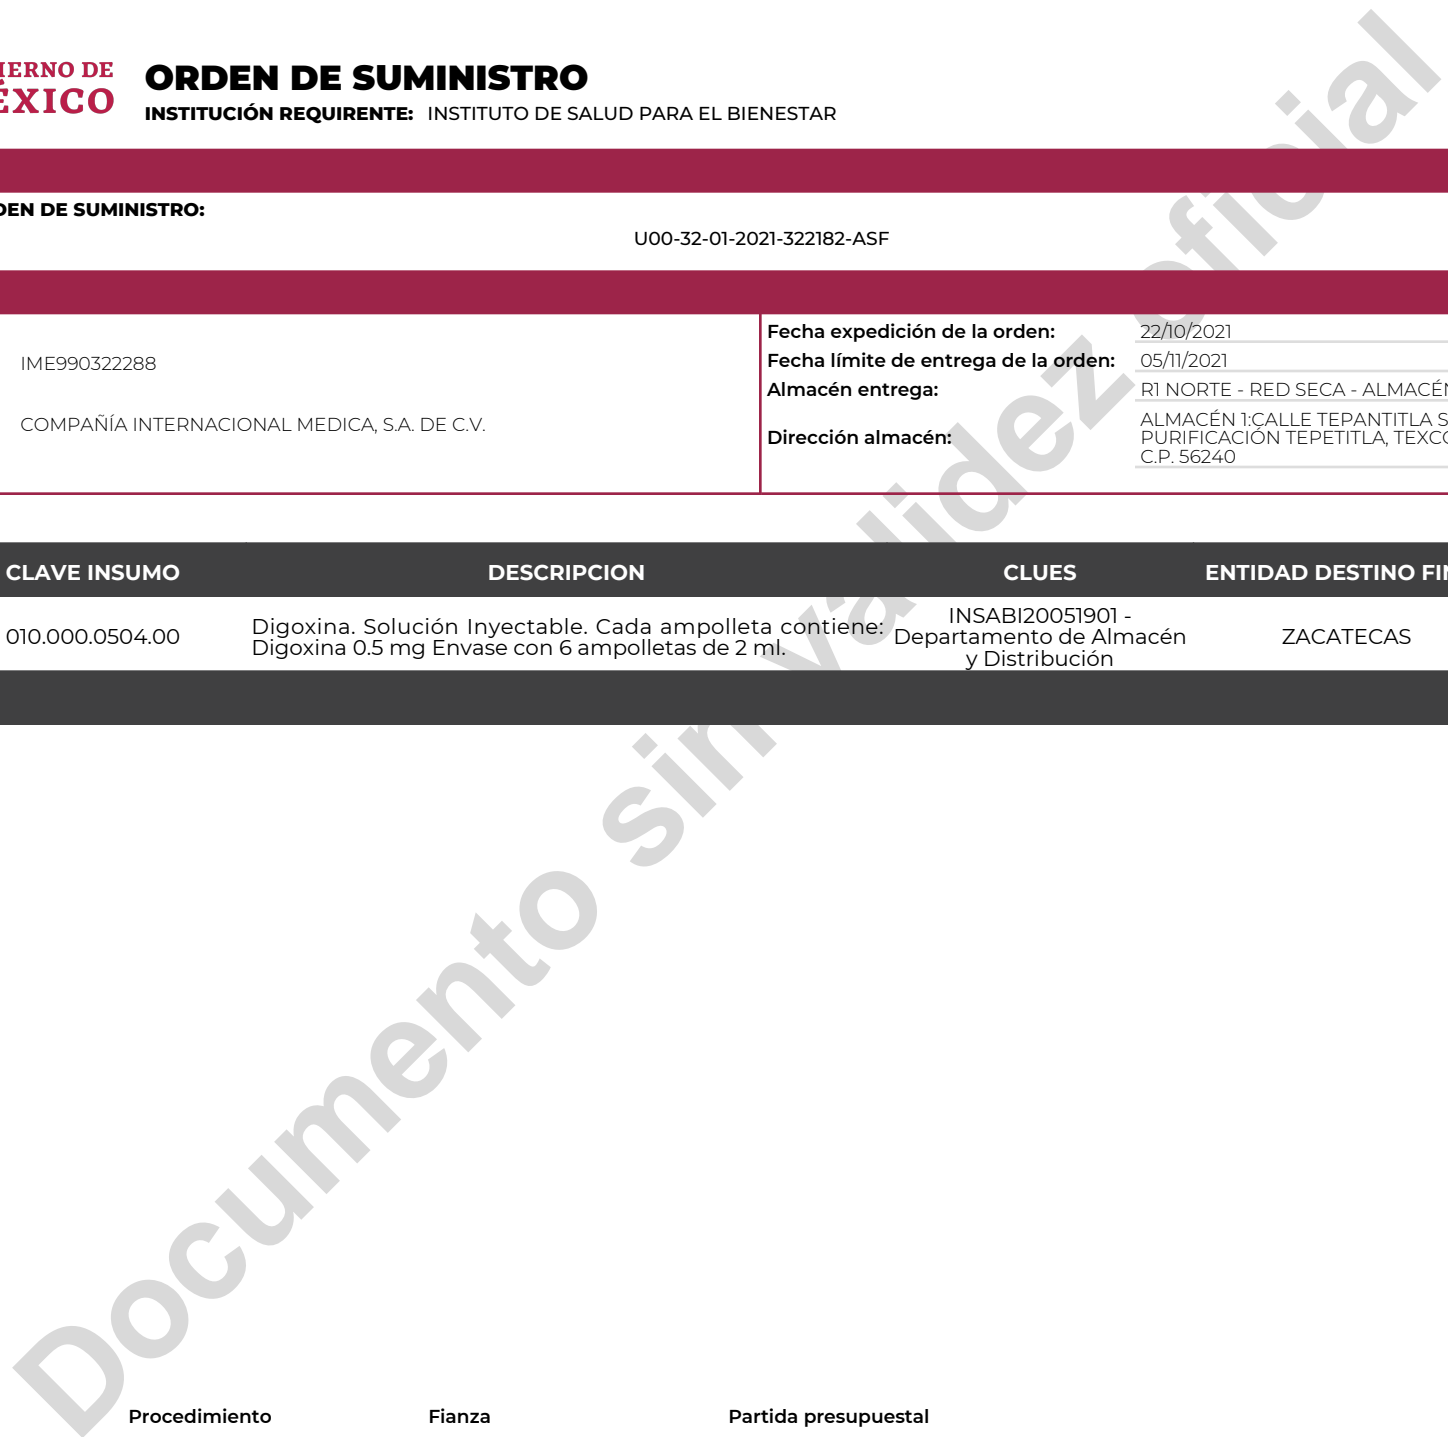 IERNO DE
ÉXICO
ORDEN DE SUMINISTRO
INSTITUCIÓN REQUIRENTE: INSTITUTO DE SALUD PARA EL BIENESTAR
DEN DE SUMINISTRO:
U00-32-01-2021-322182-ASF
IME990322288
COMPAÑÍA INTERNACIONAL MEDICA, S.A. DE C.V.
Fecha expedición de la orden: 22/10/2021
Fecha límite de entrega de la orden: 05/11/2021
Almacén entrega: R1 NORTE - RED SECA - ALMACÉN
Dirección almacén:
ALMACÉN 1:CALLE TEPANTITLA S
PURIFICACIÓN TEPETITLA, TEXCO
C.P. 56240
CLAVE INSUMO DESCRIPCION CLUES ENTIDAD DESTINO FIN
010.000.0504.00
Digoxina. Solución Inyectable. Cada ampolleta contiene:
Digoxina 0.5 mg Envase con 6 ampolletas de 2 ml.
INSABI20051901 -
Departamento de Almacén
y Distribución
ZACATECAS
Documento sin validez oficial
Procedimiento Fianza Partida presupuestal